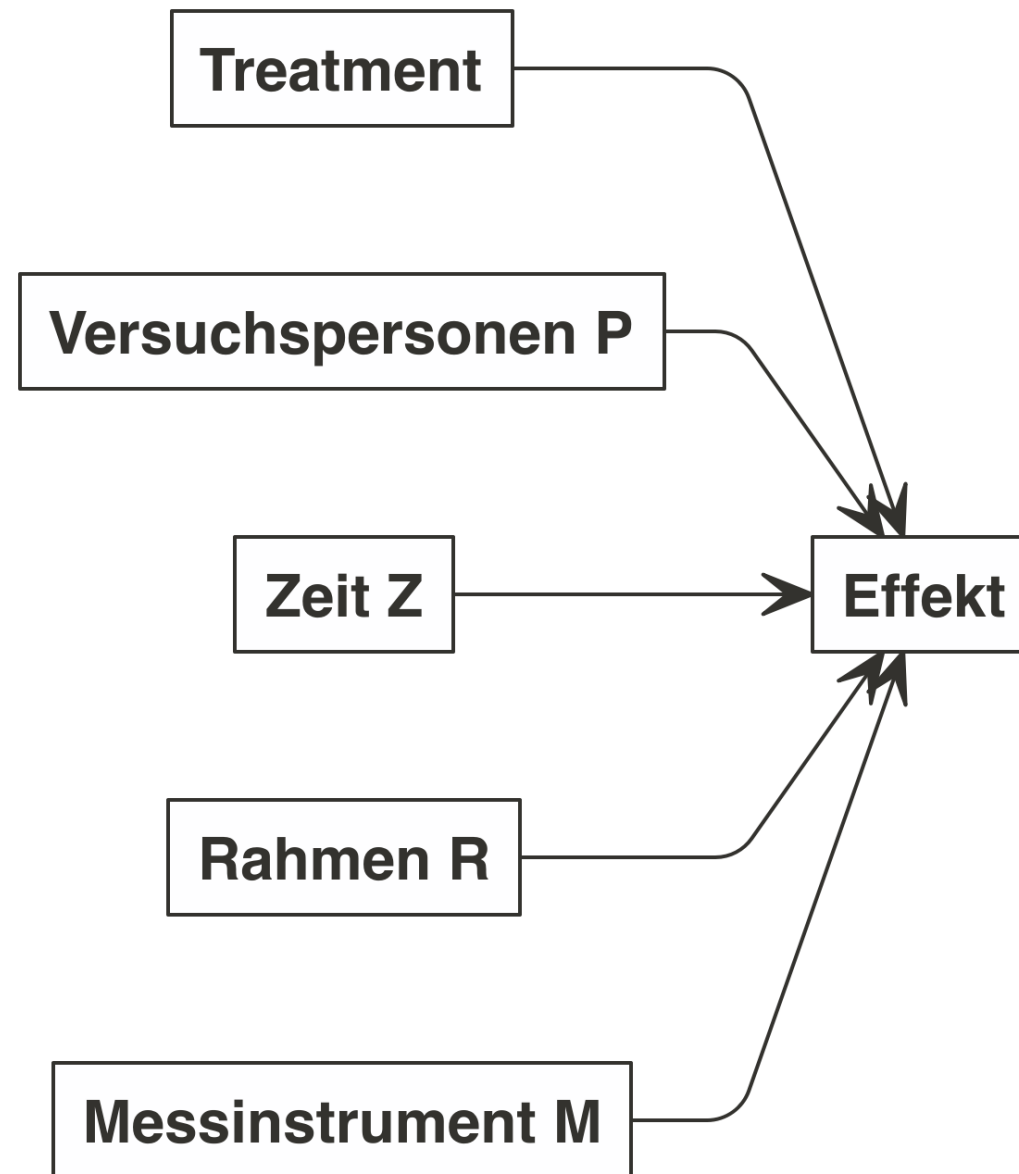 Treatment
Versuchspersonen P
Zeit Z
Effekt
Rahmen R
Messinstrument M